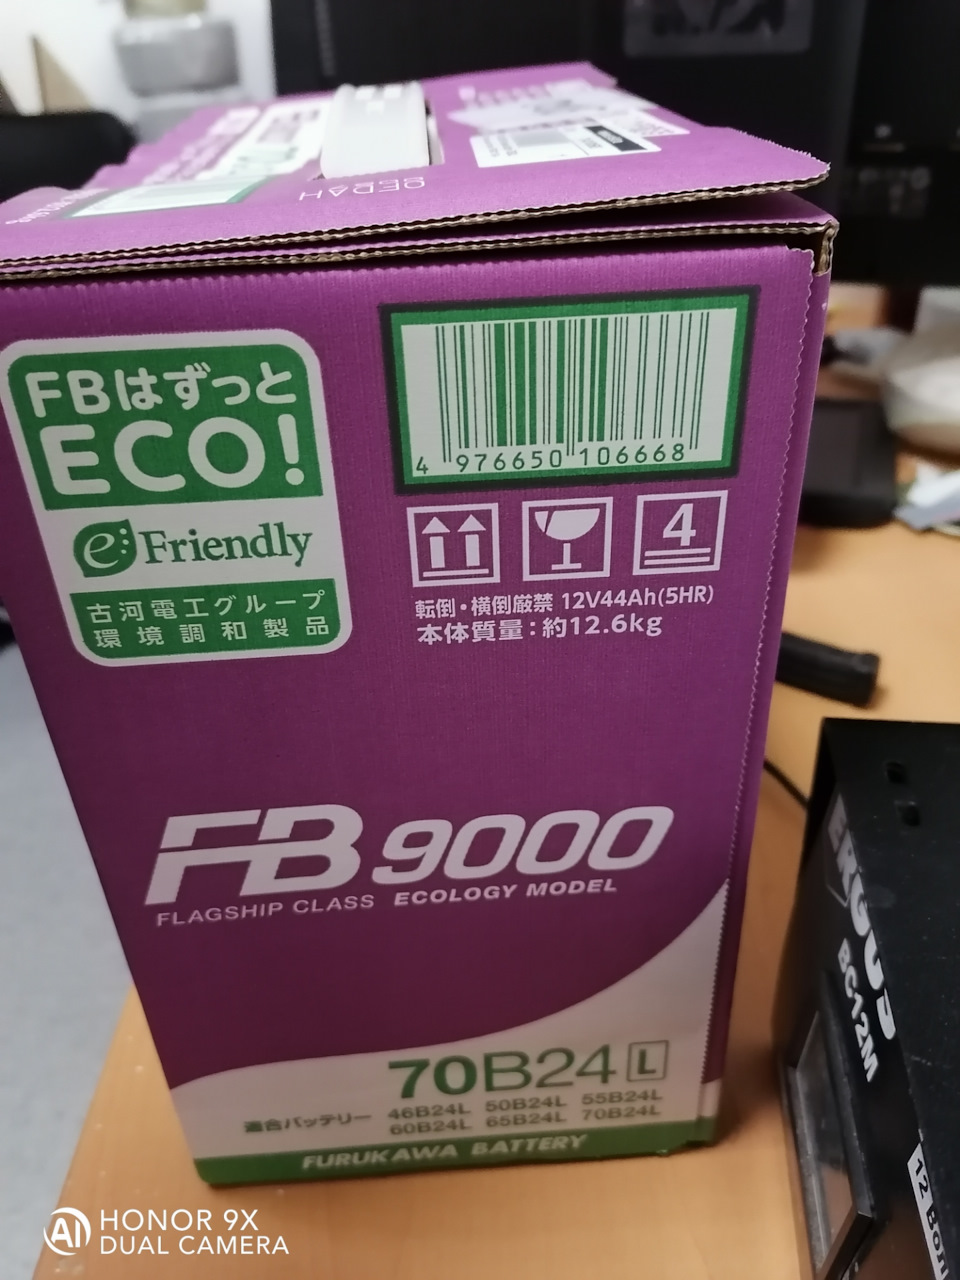 FBはずっと
ECO!
e Friendly
古河電工グループ
環境調和製品
4 976650 106668
4
転倒・横倒厳禁 12V44Ah(5HR)
本体質量：約12.6kg
FB 9000
FLAGSHIP CLASS ECOLOGY MODEL
70B24 L
適合バッテリー
46B24L 50B24L 55B24L
60B24L 65B24L 70B24L
FURUKAWA BATTERY
BC12M
HONOR 9X
DUAL CAMERA